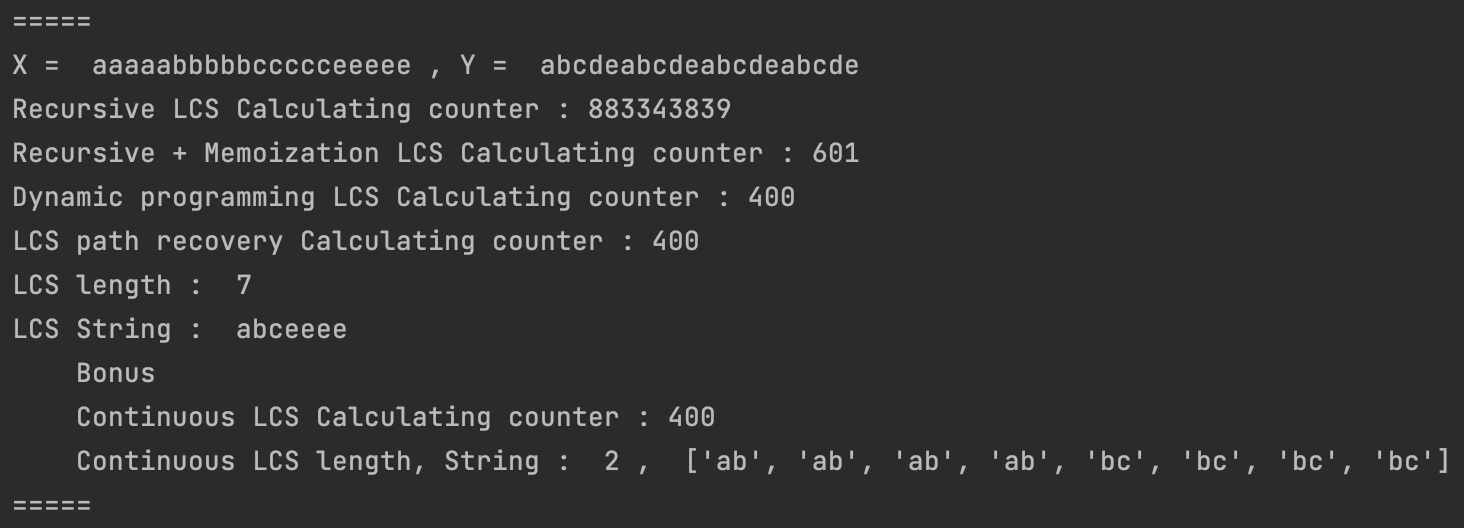 =====
X =  aaaaabbbbbccccceeeee , Y =  abcdeabcdeabcdeabcde
Recursive LCS Calculating counter : 883343839
Recursive + Memoization LCS Calculating counter : 601
Dynamic programming LCS Calculating counter : 400
LCS path recovery Calculating counter : 400
LCS length :  7
LCS String :  abceeee
    Bonus
    Continuous LCS Calculating counter : 400
    Continuous LCS length, String :  2 ,  ['ab', 'ab', 'ab', 'ab', 'bc', 'bc', 'bc', 'bc']
=====